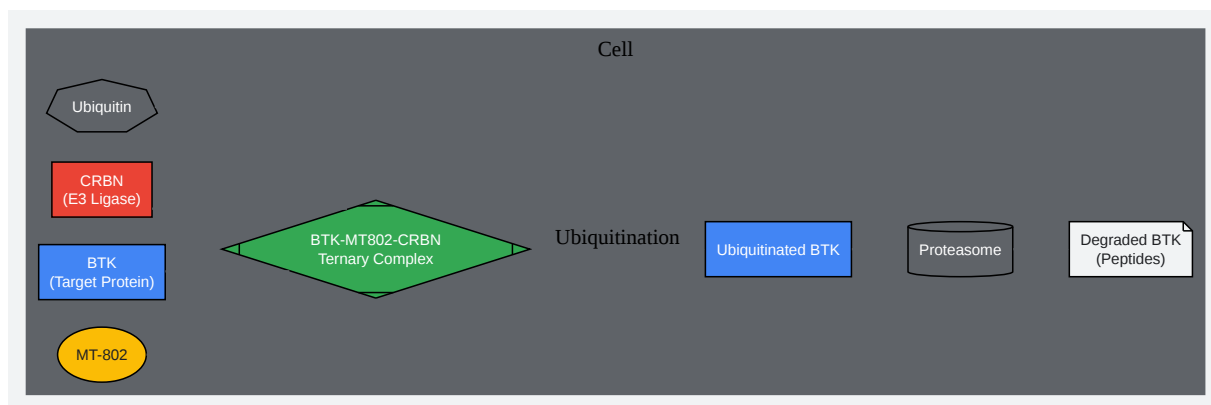 Cell
Ubiquitin
CRBN
(E3 Ligase)
BTK
(Target Protein)
MT-802
BTK-MT802-CRBN
Ternary Complex
Ubiquitination
Ubiquitinated BTK
Proteasome
Degraded BTK
(Peptides)